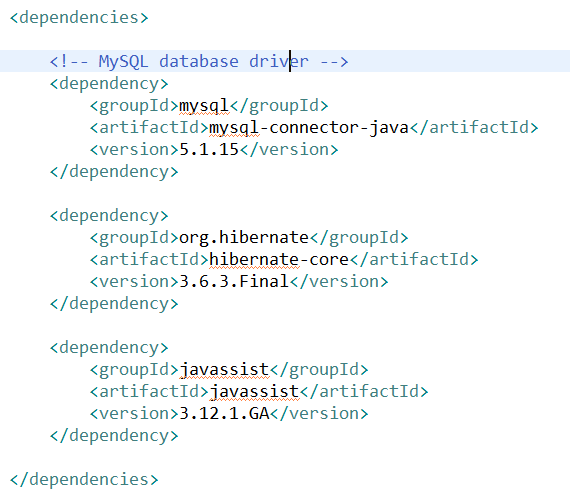 <dependencies>
<!-- MySQL database driver -->
<dependency>
<groupId>mysql</groupId>
<artifactId>mysql-connector-java</artifactId>
<version>5.1.15</version>
</dependency>
<dependency>
<groupId>org.hibernate</groupId>
<artifactId>hibernate-core</artifactId>
<version>3.6.3.Final</version>
</dependency>
<dependency>
<groupId>javassist</groupId>
<artifactId>javassist</artifactId>
<version>3.12.1.GA</version>
</dependency>
</dependencies>